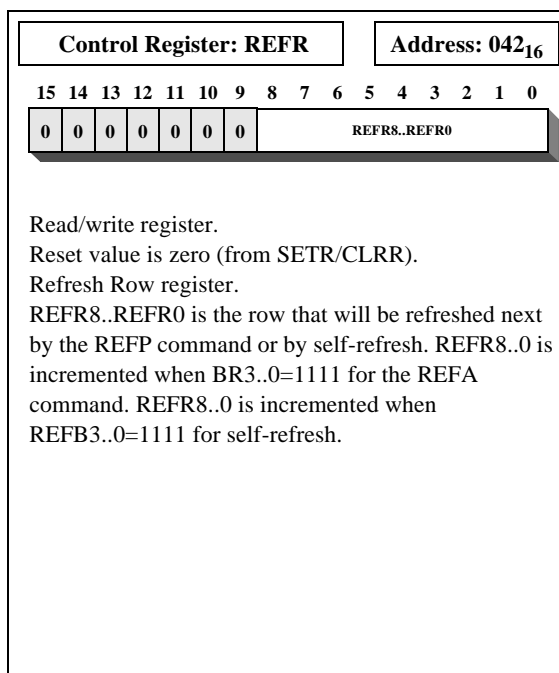 Control Register: REFR
Address: 042₁₆
15 14 13 12 11 10 9 8 7 6 5 4 3 2 1 0
0 0 0 0 0 0 0 REFR8..REFR0
Read/write register.
Reset value is zero (from SETR/CLRR).
Refresh Row register.
REFR8..REFR0 is the row that will be refreshed next
by the REFP command or by self-refresh. REFR8..0 is
incremented when BR3..0=1111 for the REFA
command. REFR8..0 is incremented when
REFB3..0=1111 for self-refresh.